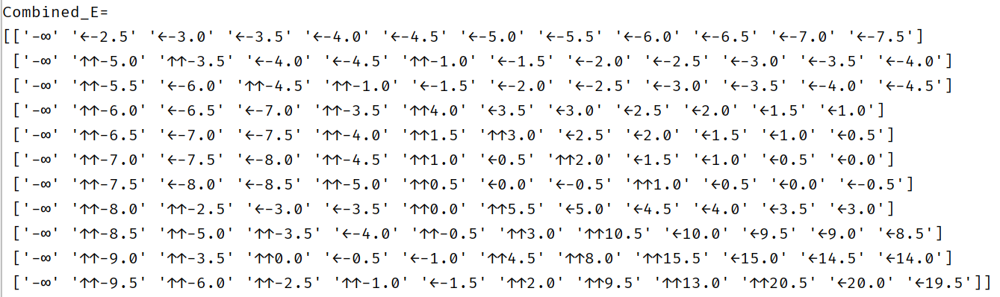 Combined_E=
[['-∞' '←-2.5' '←-3.0' '←-3.5' '←-4.0' '←-4.5' '←-5.0' '←-5.5' '←-6.0' '←-6.5' '←-7.0' '←-7.5']
['-∞' '↑↑-5.0' '↑↑-3.5' '←-4.0' '←-4.5' '↑↑-1.0' '←-1.5' '←-2.0' '←-2.5' '←-3.0' '←-3.5' '←-4.0']
['-∞' '↑↑-5.5' '←-6.0' '↑↑-4.5' '↑↑-1.0' '←-1.5' '←-2.0' '←-2.5' '←-3.0' '←-3.5' '←-4.0' '←-4.5']
['-∞' '↑↑-6.0' '←-6.5' '←-7.0' '↑↑-3.5' '↑↑4.0' '←3.5' '←3.0' '←2.5' '←2.0' '←1.5' '←1.0']
['-∞' '↑↑-6.5' '←-7.0' '←-7.5' '↑↑-4.0' '↑↑1.5' '↑↑3.0' '←2.5' '←2.0' '←1.5' '←1.0' '←0.5']
['-∞' '↑↑-7.0' '←-7.5' '←-8.0' '↑↑-4.5' '↑↑1.0' '←0.5' '↑↑2.0' '←1.5' '←1.0' '←0.5' '←0.0']
['-∞' '↑↑-7.5' '←-8.0' '←-8.5' '↑↑-5.0' '↑↑0.5' '←0.0' '←-0.5' '↑↑1.0' '←0.5' '←0.0' '←-0.5']
['-∞' '↑↑-8.0' '↑↑-2.5' '←-3.0' '←-3.5' '↑↑0.0' '↑↑5.5' '←5.0' '←4.5' '←4.0' '←3.5' '←3.0']
['-∞' '↑↑-8.5' '↑↑-5.0' '↑↑-3.5' '←-4.0' '↑↑-0.5' '↑↑3.0' '↑↑10.5' '←10.0' '←9.5' '←9.0' '←8.5']
['-∞' '↑↑-9.0' '↑↑-3.5' '↑↑0.0' '←-0.5' '←-1.0' '↑↑4.5' '↑↑8.0' '↑↑15.5' '←15.0' '←14.5' '←14.0']
['-∞' '↑↑-9.5' '↑↑-6.0' '↑↑-2.5' '↑↑-1.0' '←-1.5' '↑↑2.0' '↑↑9.5' '↑↑13.0' '↑↑20.5' '←20.0' '←19.5']]